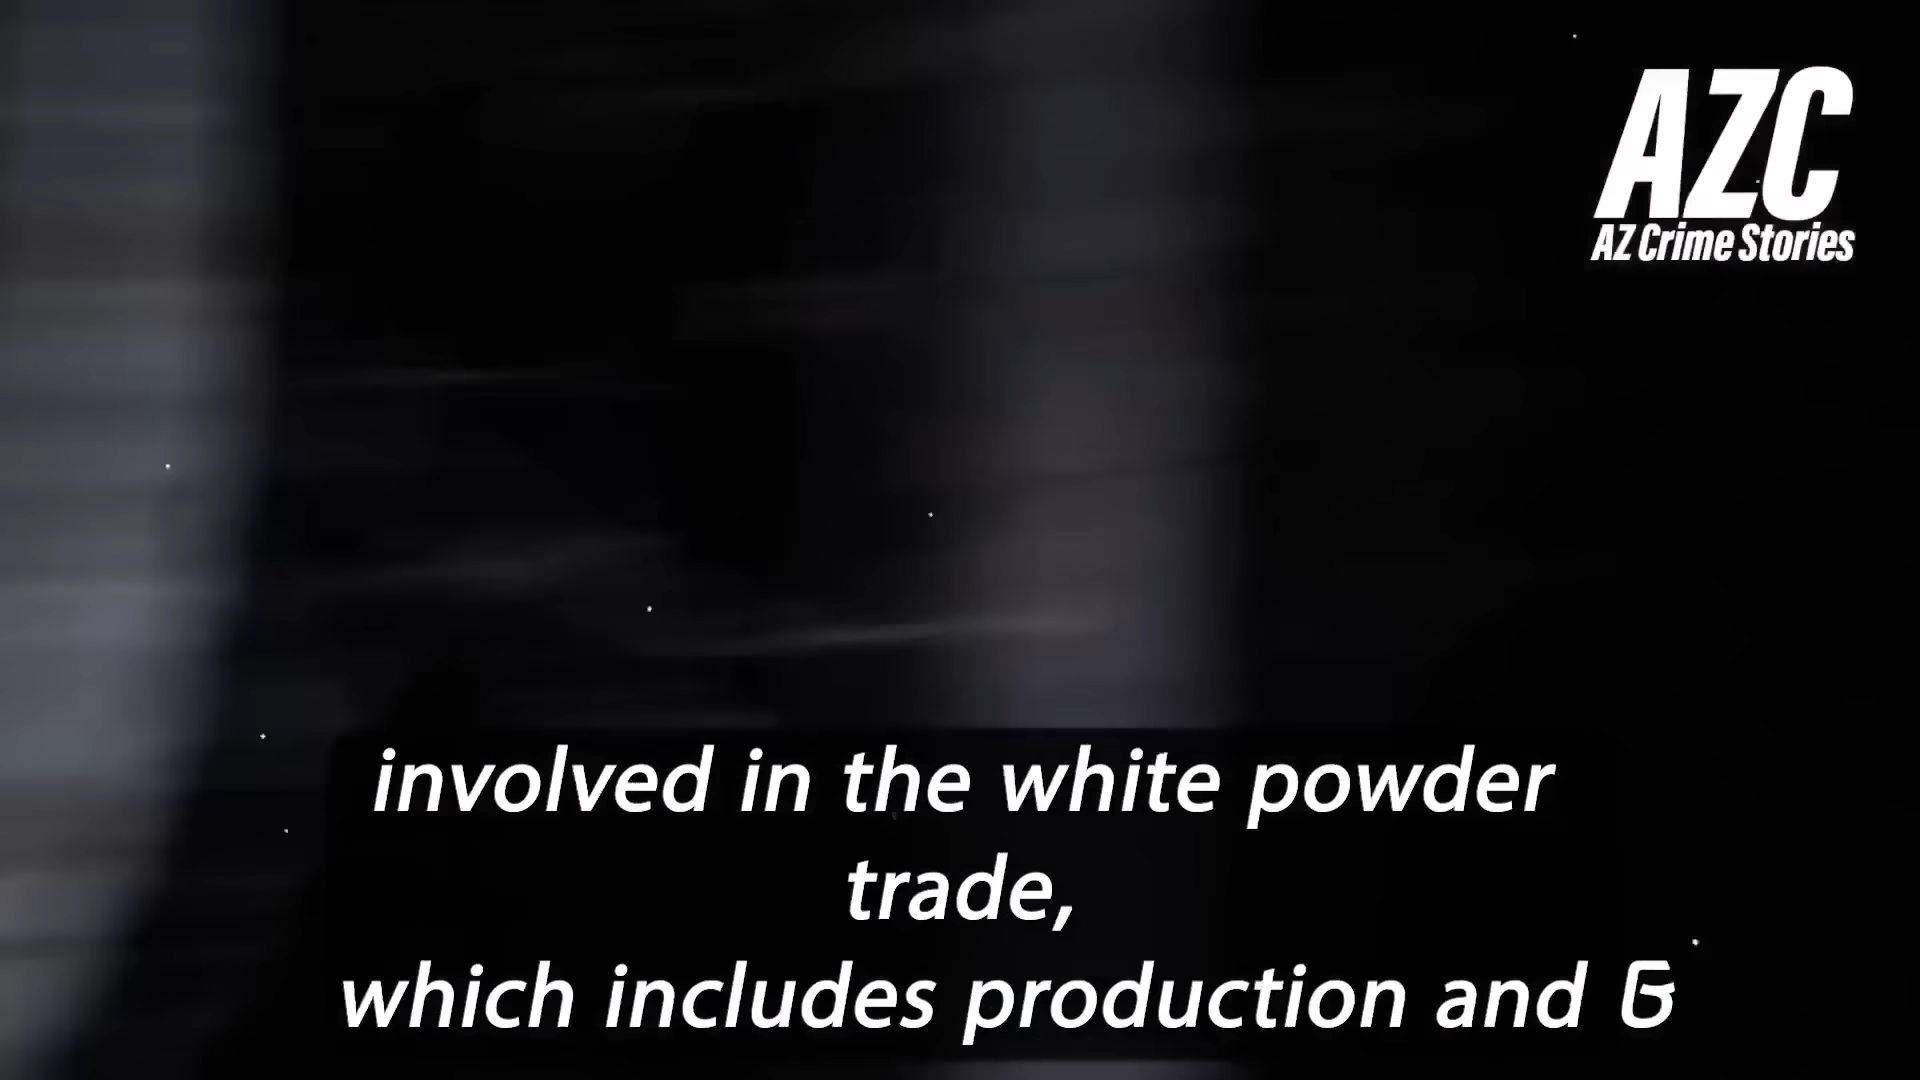 AZC
AZ Crime Stories
involved in the white powder
trade,
which includes production and